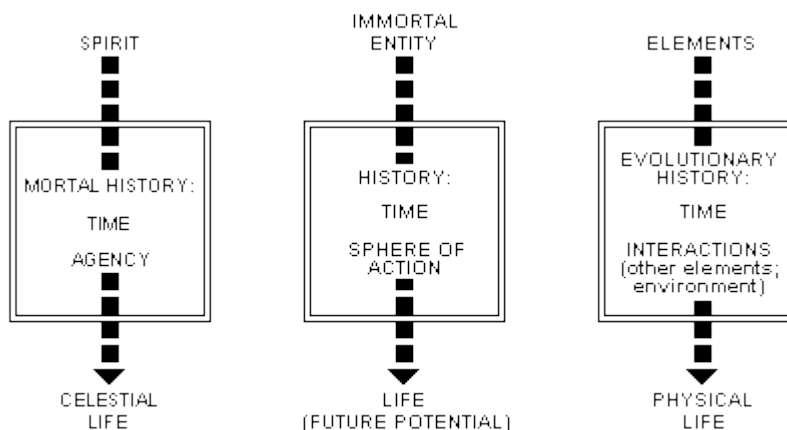 SPIRIT
MORTAL HISTORY:
TIME
AGENCY
CELESTIAL
LIFE
IMMORTAL
ENTITY
HISTORY:
TIME
SPHERE OF
ACTION
LIFE
(FUTURE POTENTIAL)
ELEMENTS
EVOLUTIONARY
HISTORY:
TIME
INTERACTIONS
(other elements;
environment)
PHYSICAL
LIFE